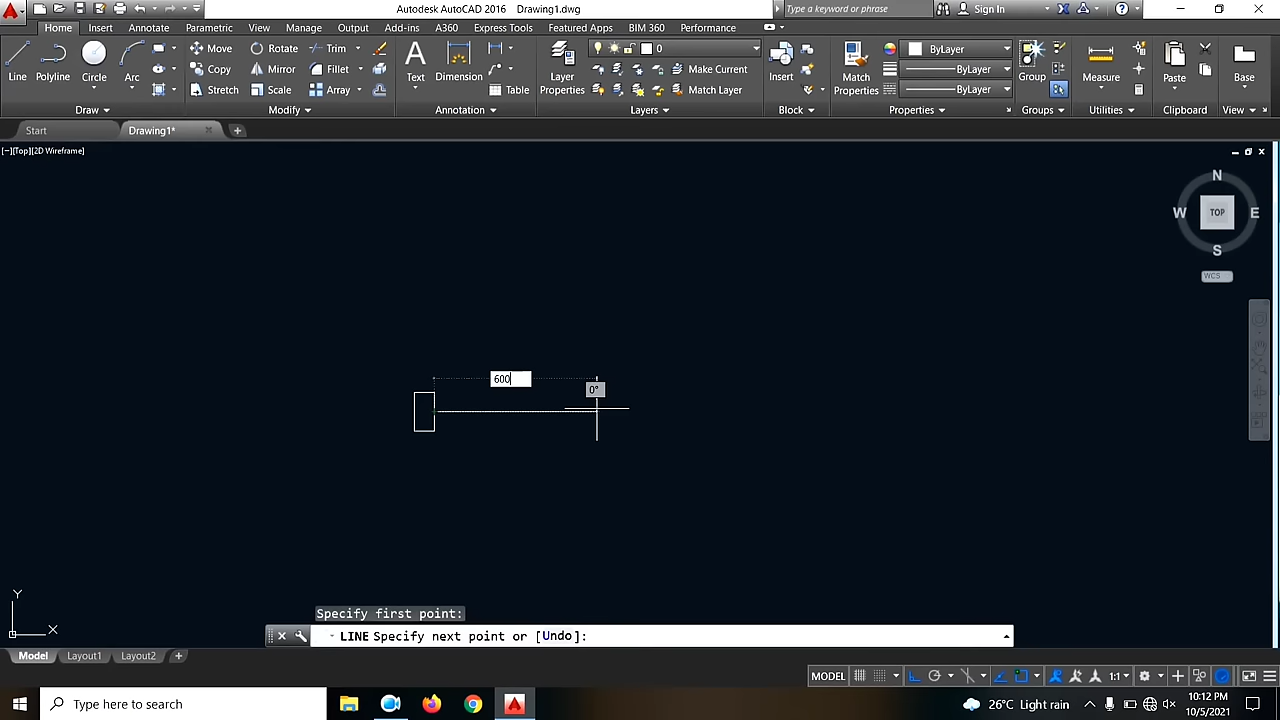 Autodesk AutoCAD 2016 Drawing1.dwg
Type a keyword or phrase
Sign In
Home Insert Annotate Parametric View Manage Output Add-ins A360 Express Tools Featured Apps BIM 360 Performance
Line Polyline Circle Arc
Move Rotate Trim
Copy Mirror Fillet
Stretch Scale Array
Text Dimension Table
Layer Properties
0
Make Current
Match Layer
Insert
Match Properties
ByLayer
ByLayer
ByLayer
Group
Measure
Paste
Base
Draw Modify Annotation Layers Block Properties Groups Utilities Clipboard View
Start Drawing1*
[−][Top][2D Wireframe]
N
W TOP E
S
WCS
600
0°
Y
X
Specify first point:
LINE Specify next point or [Undo]:
Model Layout1 Layout2
MODEL 1:1
Type here to search
26°C Light rain
10:12 PM
10/5/2021